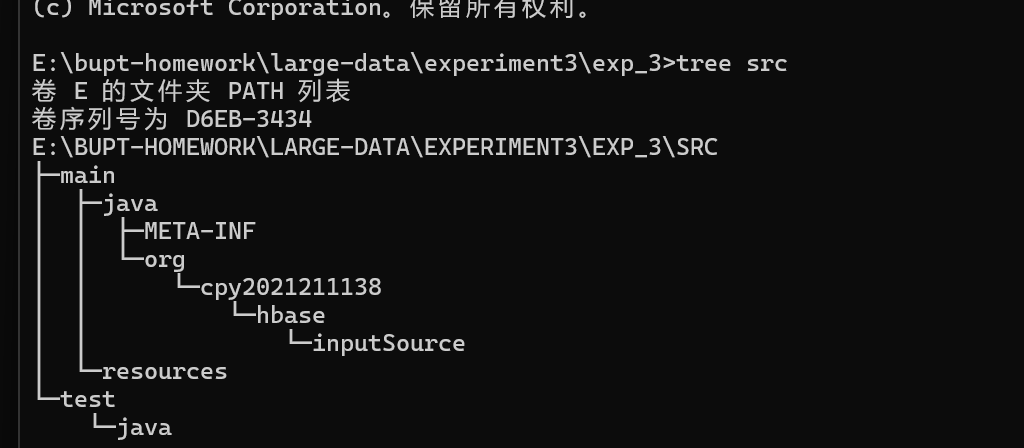 (c) Microsoft Corporation。保留所有权利。
E:\bupt-homework\large-data\experiment3\exp_3>tree src
卷 E 的文件夹 PATH 列表
卷序列号为 D6EB-3434
E:\BUPT-HOMEWORK\LARGE-DATA\EXPERIMENT3\EXP_3\SRC
├─main
│  ├─java
│  │  ├─META-INF
│  │  └─org
│  │      └─cpy2021211138
│  │          └─hbase
│  │              └─inputSource
│  └─resources
└─test
    └─java